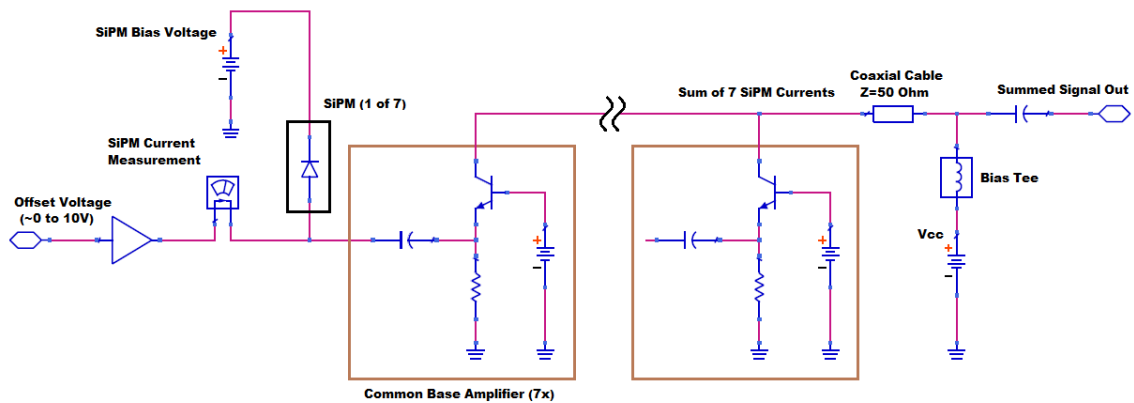 SiPM Bias Voltage
+
−
SiPM (1 of 7)
SiPM Current
Measurement
Offset Voltage
(~0 to 10V)
+
−
Common Base Amplifier (7x)
Sum of 7 SiPM Currents
+
−
Coaxial Cable
Z=50 Ohm
Summed Signal Out
Bias Tee
Vcc
+
−